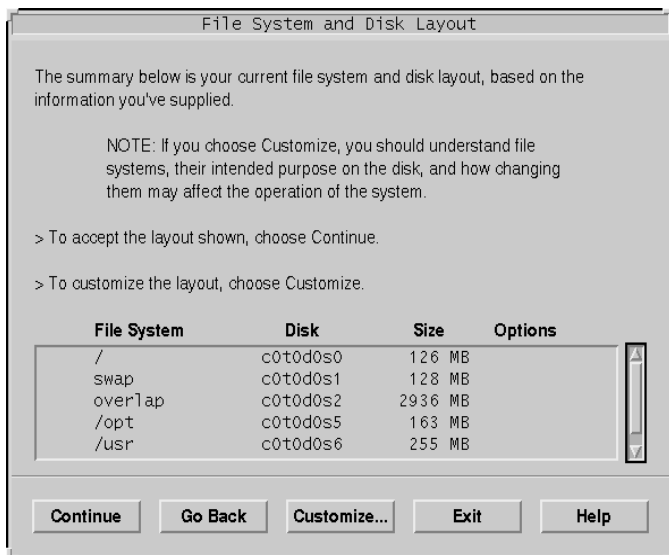 File System and Disk Layout
The summary below is your current file system and disk layout, based on the
information you've supplied.
NOTE: If you choose Customize, you should understand file
systems, their intended purpose on the disk, and how changing
them may affect the operation of the system.
> To accept the layout shown, choose Continue.
> To customize the layout, choose Customize.
File System Disk Size Options
/ c0t0d0s0 126 MB
swap c0t0d0s1 128 MB
overlap c0t0d0s2 2936 MB
/opt c0t0d0s5 163 MB
/usr c0t0d0s6 255 MB
Continue Go Back Customize... Exit Help